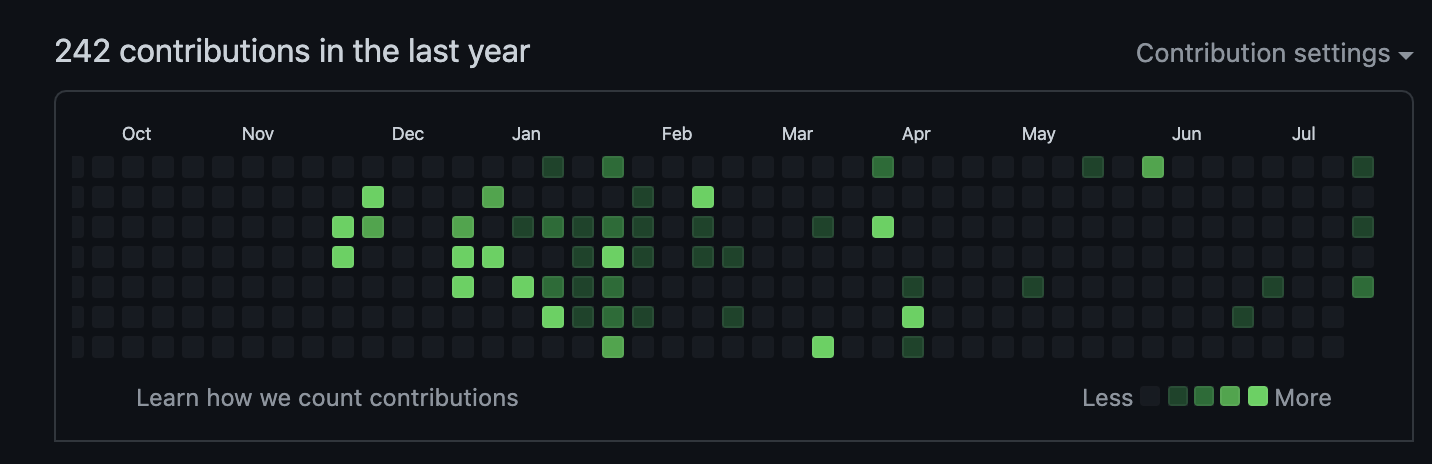 242 contributions in the last year
Contribution settings
Oct Nov Dec Jan Feb Mar Apr May Jun Jul
Learn how we count contributions
Less More